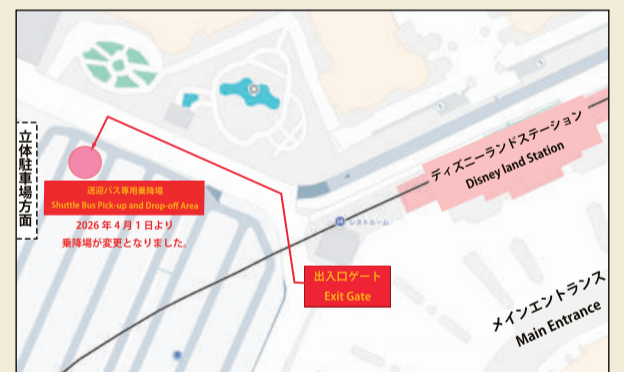 立体駐車場方面
送迎バス専用乗降場
Shuttle Bus Pick-up and Drop-off Area
2026年4月1日より
乗降場が変更となりました。
ディズニーランドステーション
Disney land Station
レストルーム
出入口ゲート
Exit Gate
メインエントランス
Main Entrance